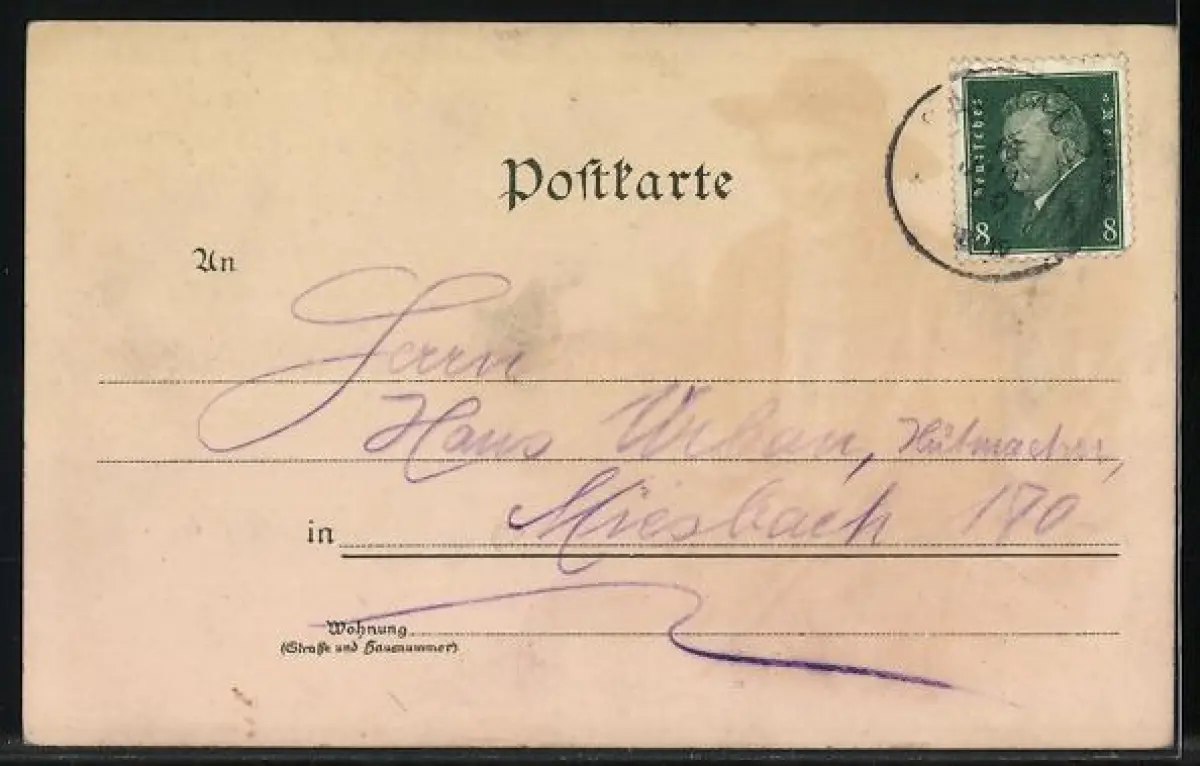 Postkarte
Deutsches Reich
8 8
An
Herrn
Hans Urban, Hutmacher,
in Miesbach 170
Wohnung
(Straße und Hausnummer)